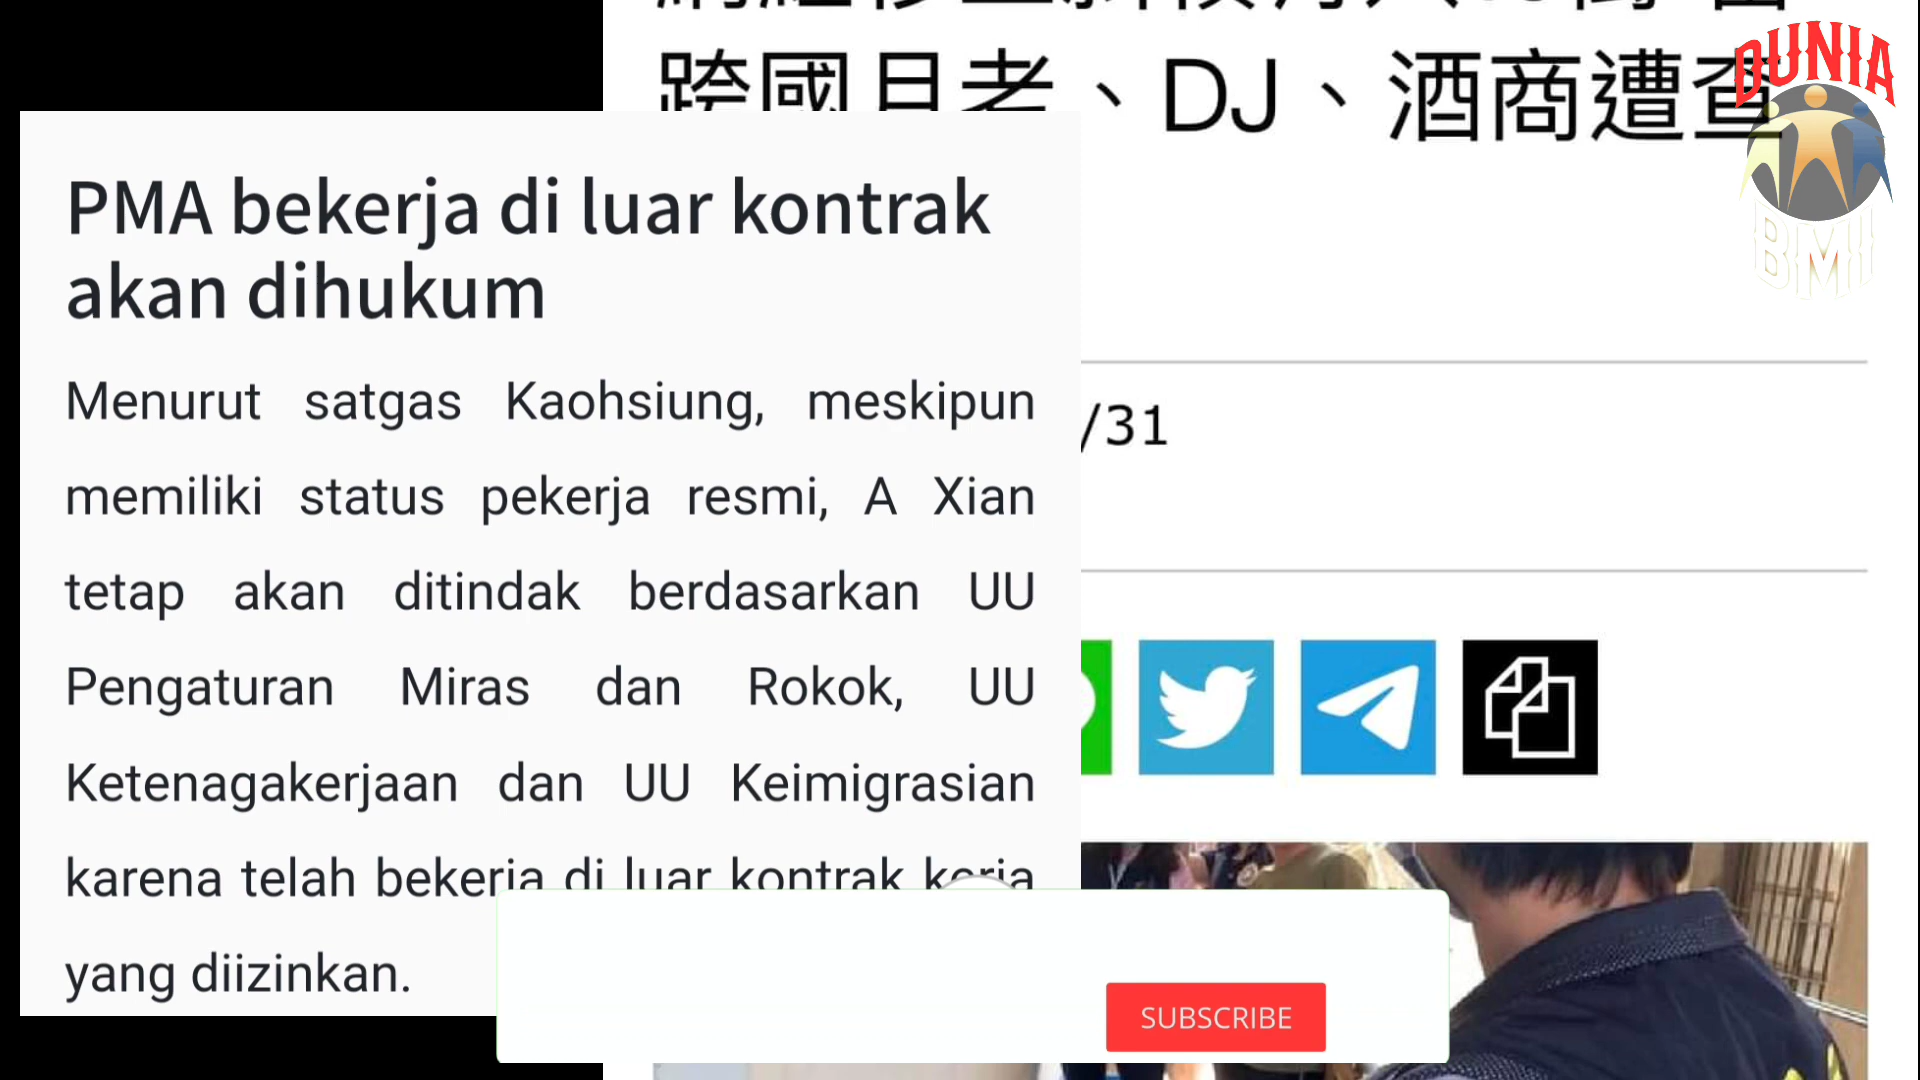 跨國月老、DJ、酒商遭查
DUNIA
BMI
PMA bekerja di luar kontrak
akan dihukum
Menurut satgas Kaohsiung, meskipun
memiliki status pekerja resmi, A Xian
tetap akan ditindak berdasarkan UU
Pengaturan Miras dan Rokok, UU
Ketenagakerjaan dan UU Keimigrasian
karena telah bekerja di luar kontrak kerja
yang diizinkan.
/31
SUBSCRIBE